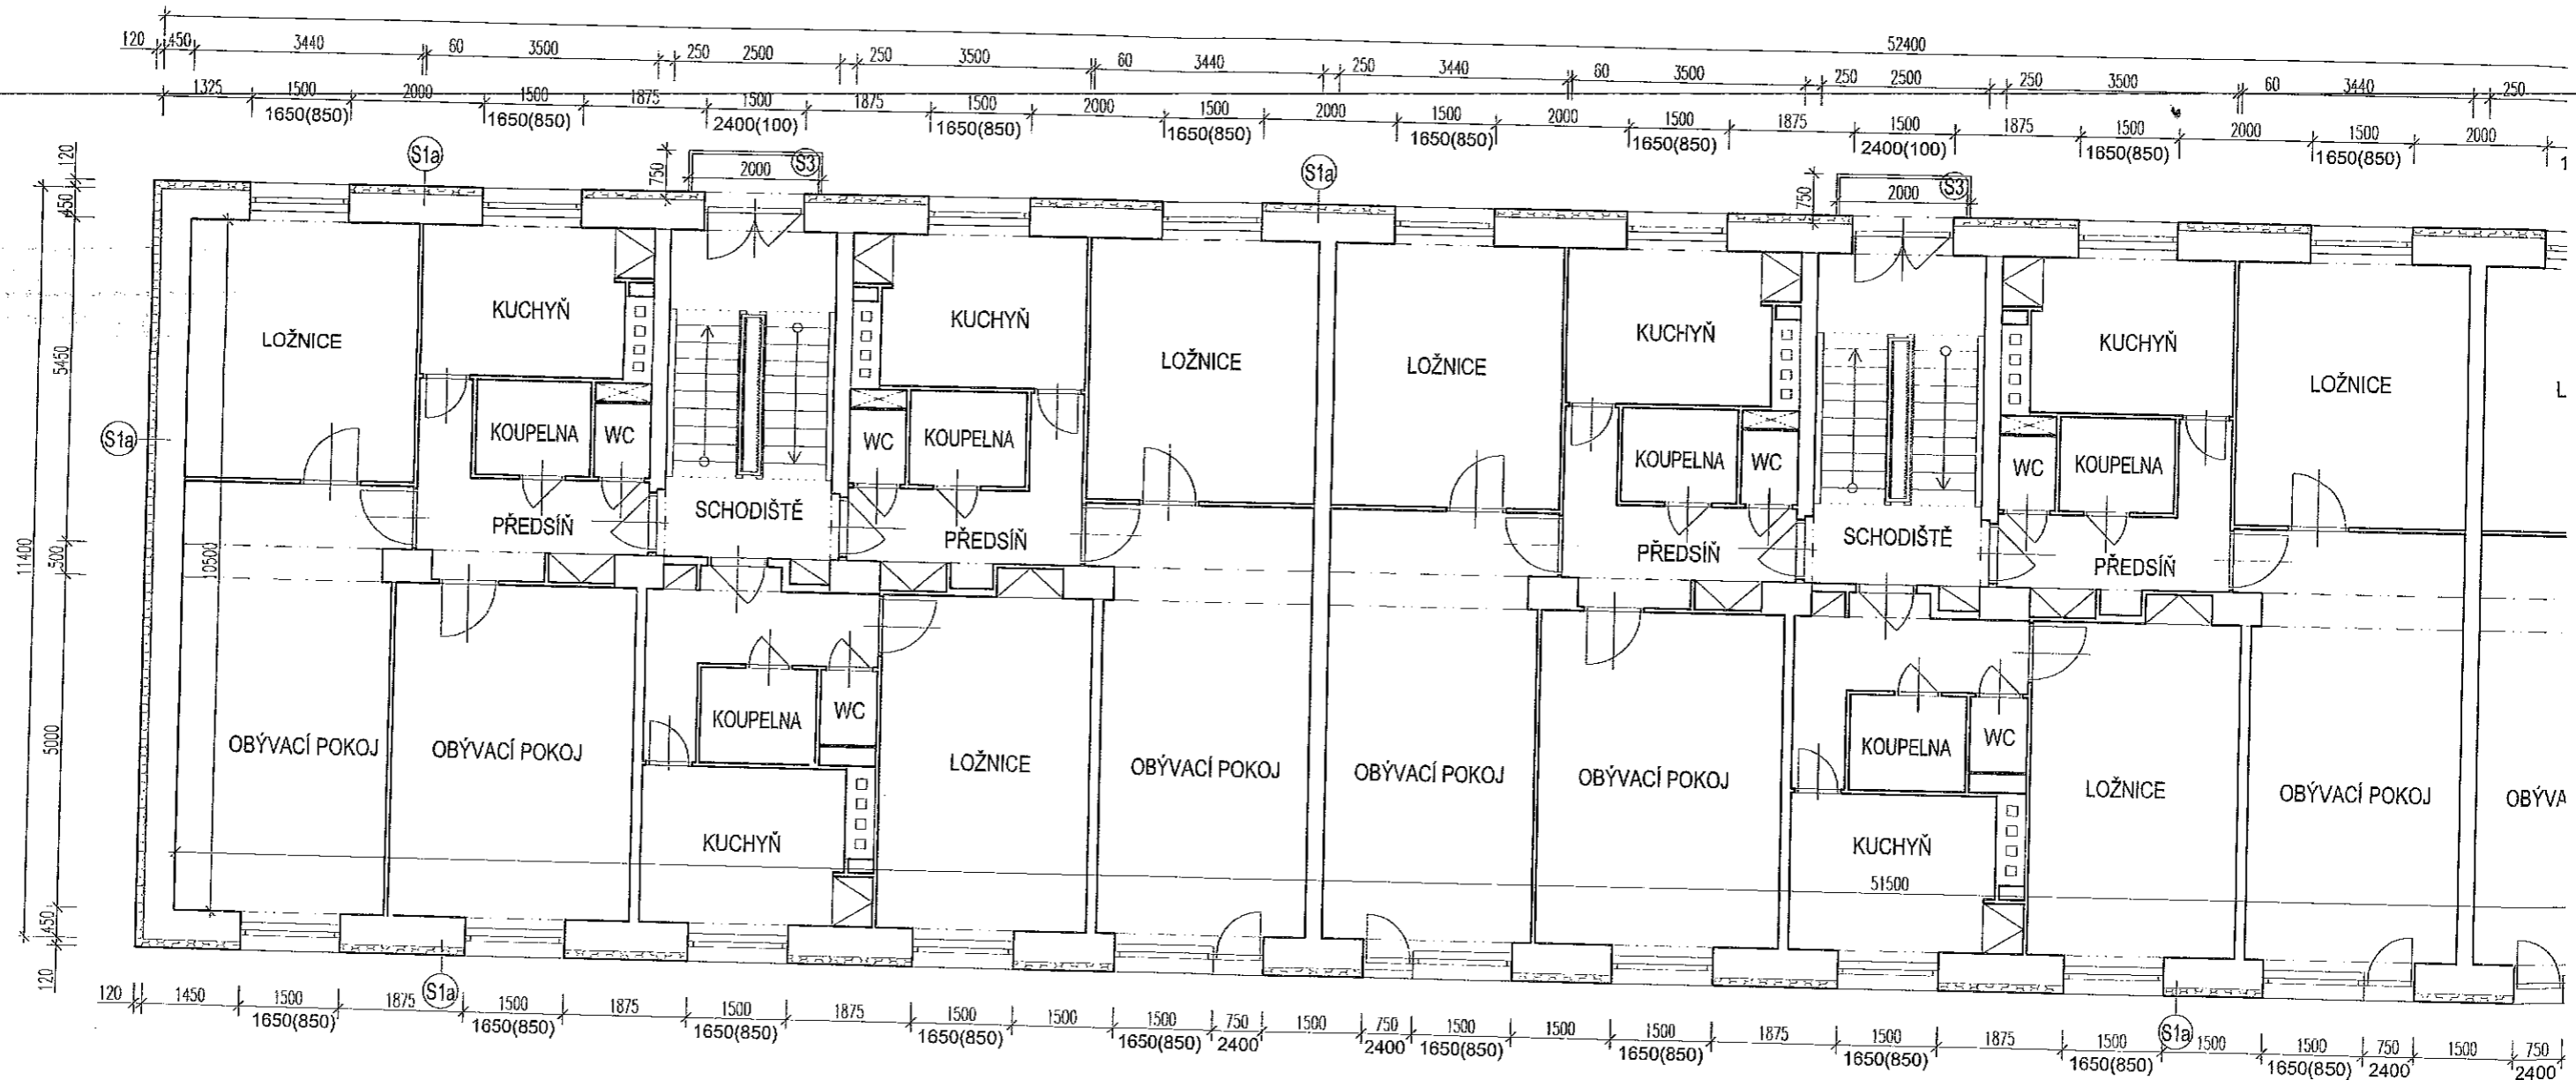 52400
120 450 3440 60 3500 250 2500 250 3500 60 3440 250 3440 60 3500 250 2500 250 3500 60 3440 250
1325 1500 2000 1500 1875 1500 1875 1500 2000 1500 2000 1500 2000 1500 1875 1500 1875 1500 2000 1500 2000
1650(850) 1650(850) 2400(100) 1650(850) 1650(850) 1650(850) 1650(850) 2400(100) 1650(850) 1650(850) 1
S1a 750 2000 S3 S1a 750 2000 S3
120
450
5450
500
11400
10500
5000
450
120
S1a
LOŽNICE KUCHYŇ KUCHYŇ LOŽNICE LOŽNICE KUCHYŇ KUCHYŇ LOŽNICE L
KOUPELNA WC WC KOUPELNA KOUPELNA WC WC KOUPELNA
PŘEDSÍŇ SCHODIŠTĚ PŘEDSÍŇ PŘEDSÍŇ SCHODIŠTĚ PŘEDSÍŇ
KOUPELNA WC KOUPELNA WC
OBÝVACÍ POKOJ OBÝVACÍ POKOJ LOŽNICE OBÝVACÍ POKOJ OBÝVACÍ POKOJ OBÝVACÍ POKOJ LOŽNICE OBÝVACÍ POKOJ OBÝVA
KUCHYŇ KUCHYŇ
51500
S1a S1a
120 1450 1500 1875 1500 1875 1500 1875 1500 1500 1500 750 1500 750 1500 1500 1500 1875 1500 1875 1500 1500 1500 750 1500 750
1650(850) 1650(850) 1650(850) 1650(850) 1650(850) 2400 2400 1650(850) 1650(850) 1650(850) 1650(850) 1650(850) 2400 2400